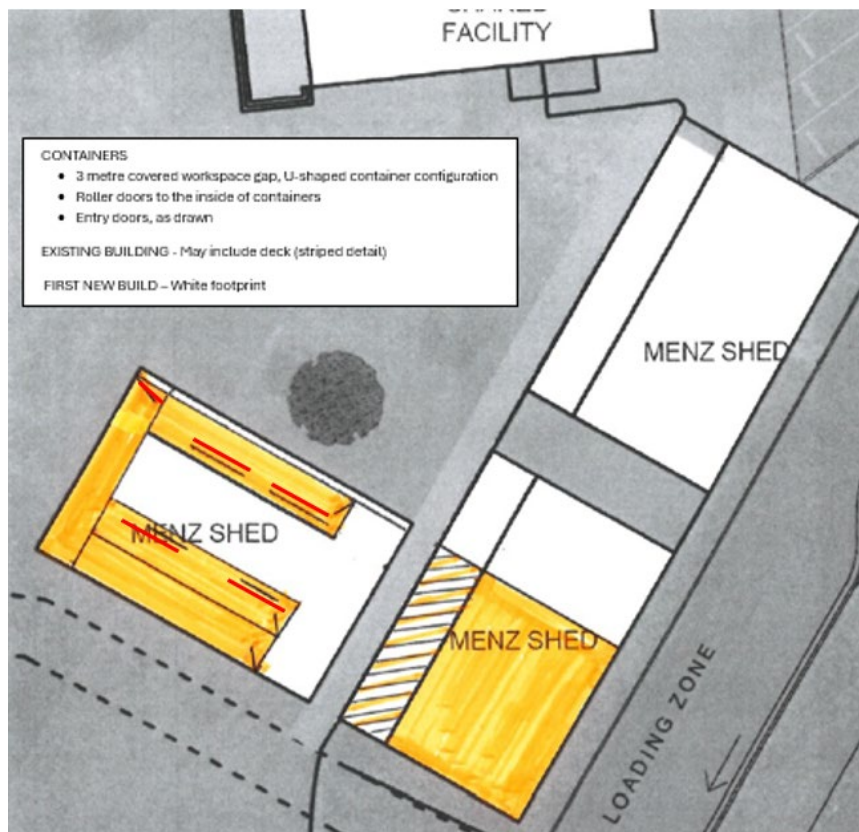 FACILITY
CONTAINERS
• 3 metre covered workspace gap, U-shaped container configuration
• Roller doors to the inside of containers
• Entry doors, as drawn
EXISTING BUILDING - May include deck (striped detail)
FIRST NEW BUILD – White footprint
MENZ SHED
MENZ SHED
MENZ SHED
LOADING ZONE